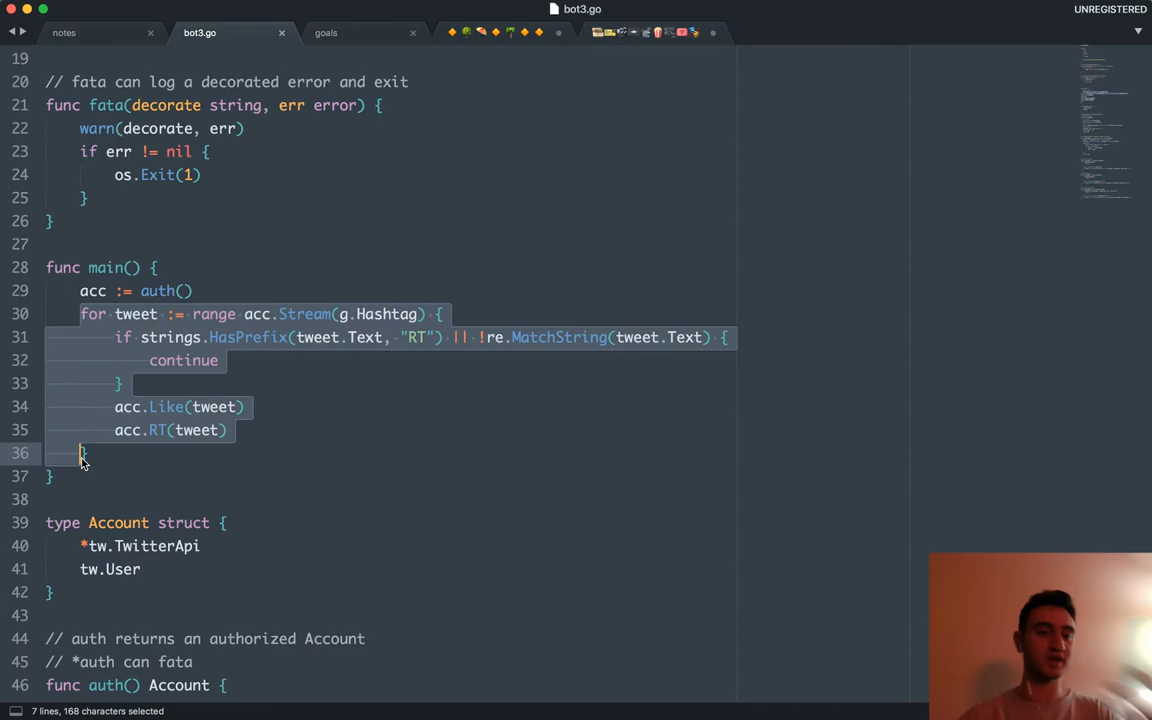 bot3.go
UNREGISTERED
notes
bot3.go
goals
19
20 // fata can log a decorated error and exit
21 func fata(decorate string, err error) {
22 warn(decorate, err)
23 if err != nil {
24 os.Exit(1)
25 }
26 }
27
28 func main() {
29 acc := auth()
30 for tweet := range acc.Stream(g.Hashtag) {
31 if strings.HasPrefix(tweet.Text, "RT") || !re.MatchString(tweet.Text) {
32 continue
33 }
34 acc.Like(tweet)
35 acc.RT(tweet)
36 }
37 }
38
39 type Account struct {
40 *tw.TwitterApi
41 tw.User
42 }
43
44 // auth returns an authorized Account
45 // *auth can fata
46 func auth() Account {
7 lines, 168 characters selected